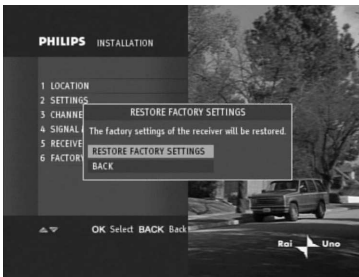 PHILIPS INSTALLATION
1 LOCATION
2 SETTINGS
3 CHANNE
4 SIGNAL
5 RECEIVE
6 FACTORY
RESTORE FACTORY SETTINGS
The factory settings of the receiver will be restored.
RESTORE FACTORY SETTINGS
BACK
OK Select BACK Back
Rai Uno